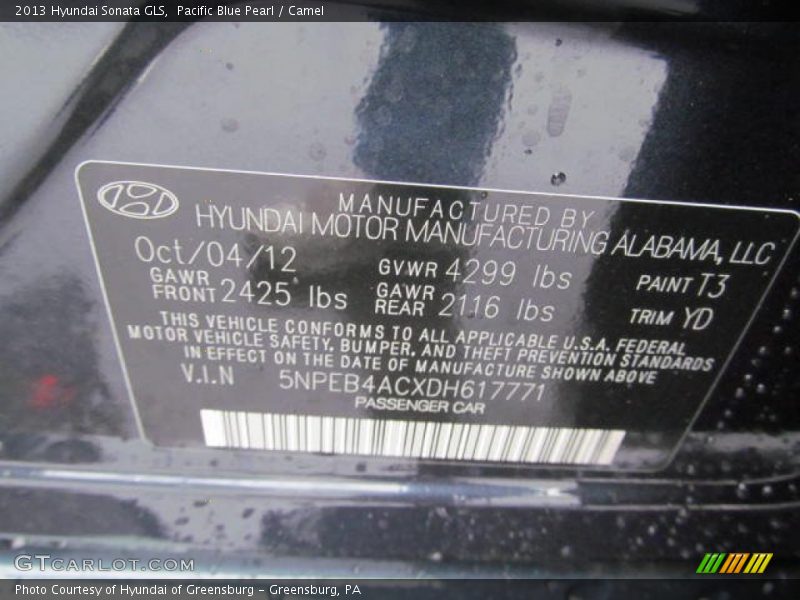 2013 Hyundai Sonata GLS, Pacific Blue Pearl / Camel
MANUFACTURED BY
HYUNDAI MOTOR MANUFACTURING ALABAMA, LLC
Oct/04/12 GVWR 4299 lbs PAINT T3
GAWR FRONT 2425 lbs GAWR REAR 2116 lbs TRIM YD
THIS VEHICLE CONFORMS TO ALL APPLICABLE U.S.A. FEDERAL
MOTOR VEHICLE SAFETY, BUMPER, AND THEFT PREVENTION STANDARDS
IN EFFECT ON THE DATE OF MANUFACTURE SHOWN ABOVE
V.I.N 5NPEB4ACXDH617771
PASSENGER CAR
GTCARLOT.COM
Photo Courtesy of Hyundai of Greensburg - Greensburg, PA